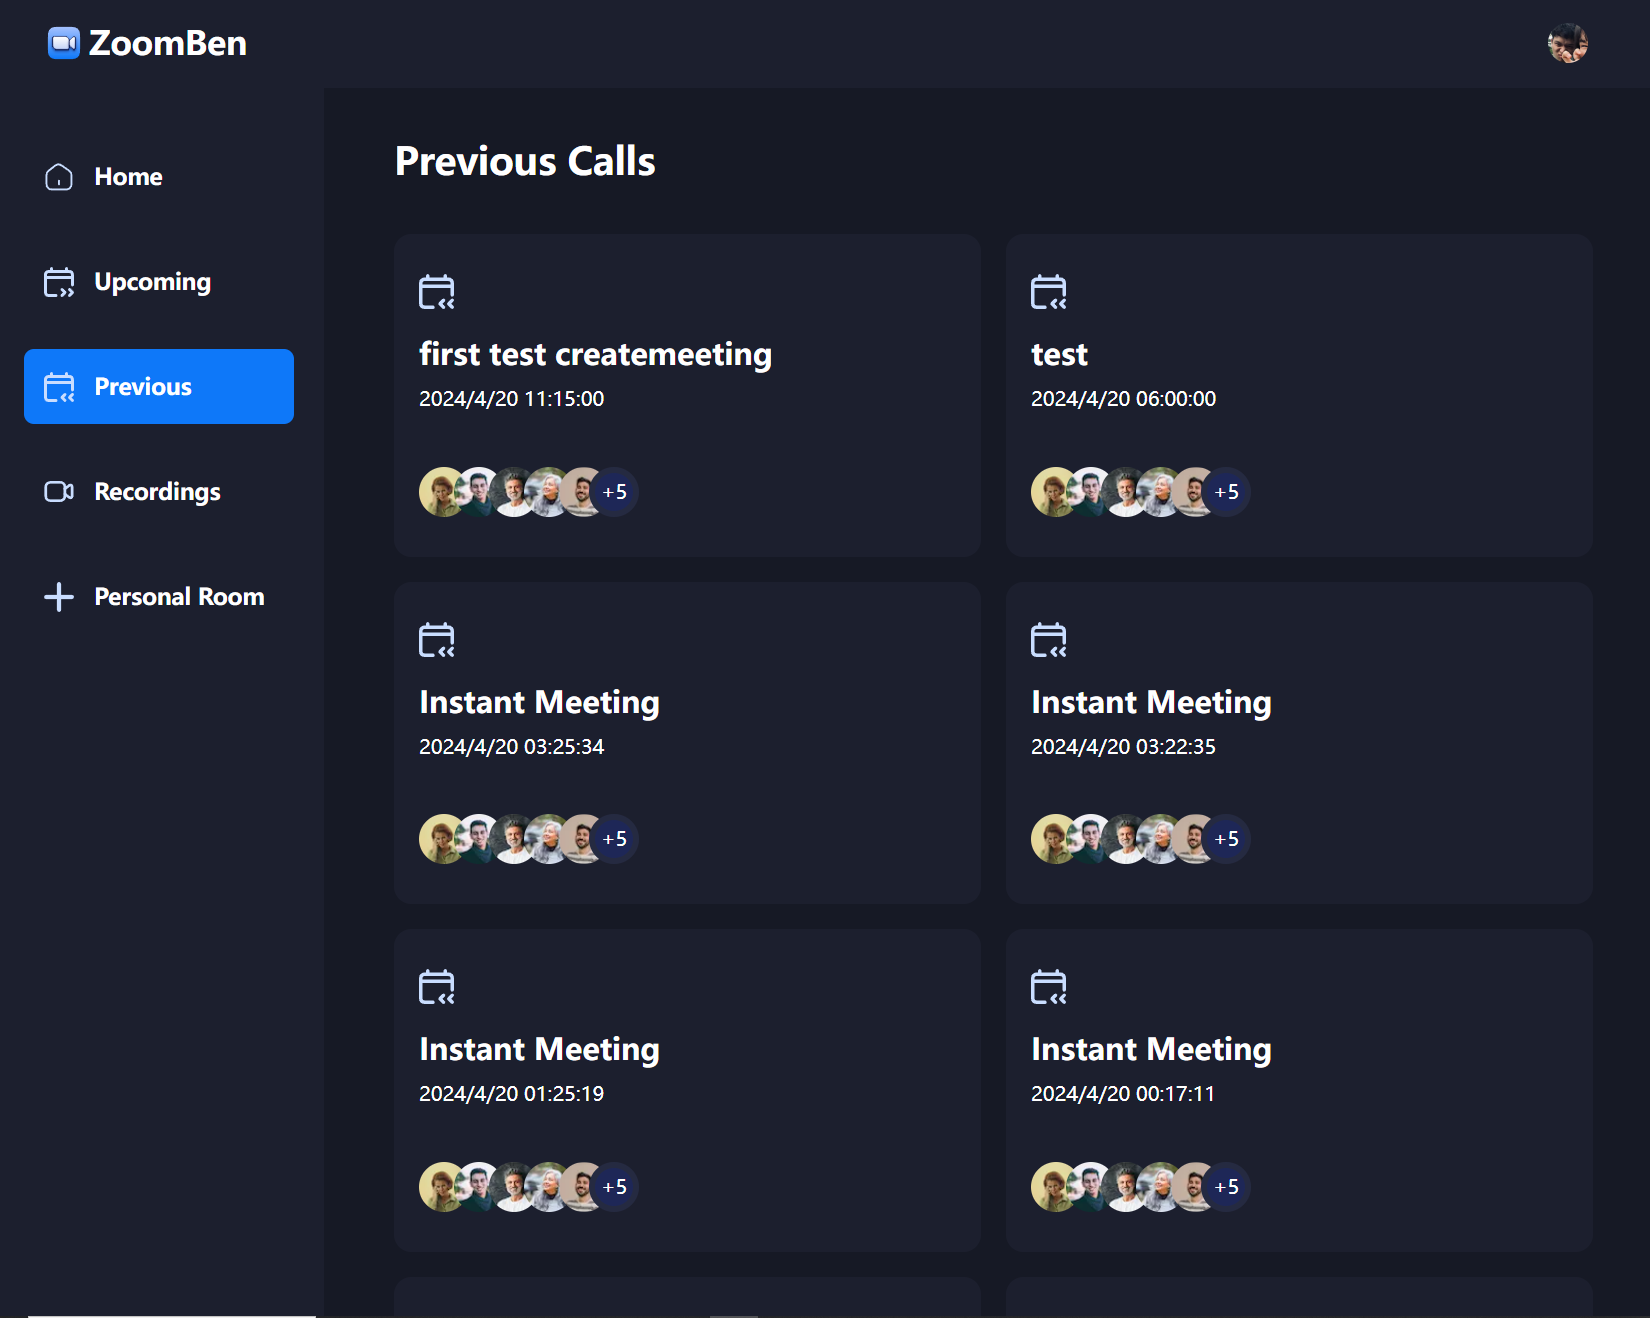 ZoomBen
Home
Upcoming
Previous
Recordings
Personal Room
Previous Calls
first test createmeeting
2024/4/20 11:15:00
+5
test
2024/4/20 06:00:00
+5
Instant Meeting
2024/4/20 03:25:34
+5
Instant Meeting
2024/4/20 03:22:35
+5
Instant Meeting
2024/4/20 01:25:19
+5
Instant Meeting
2024/4/20 00:17:11
+5